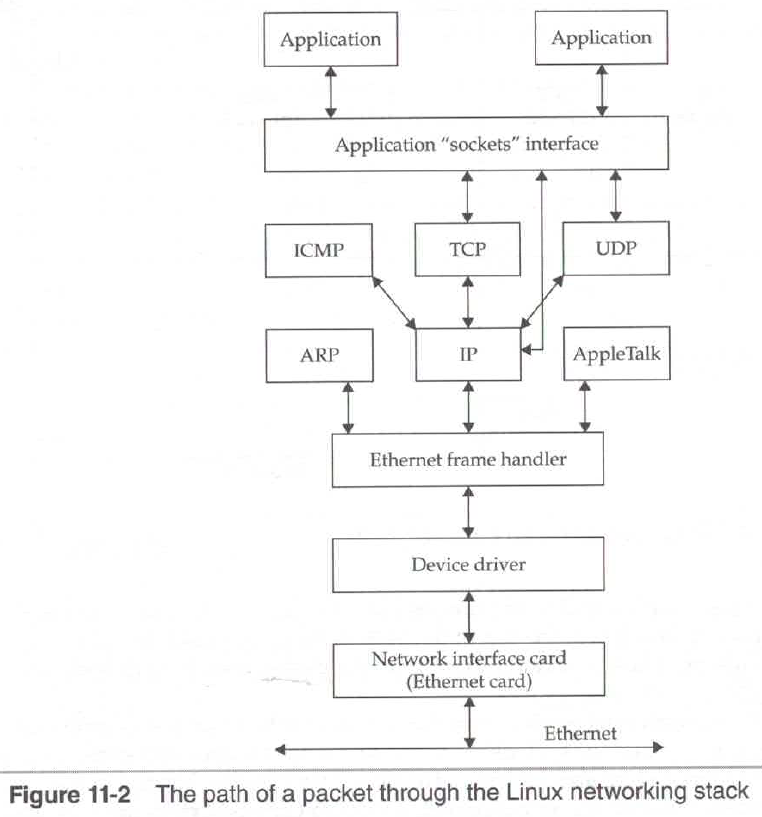 Application
Application
Application "sockets" interface
ICMP
TCP
UDP
ARP
IP
AppleTalk
Ethernet frame handler
Device driver
Network interface card
(Ethernet card)
Ethernet
Figure 11-2 The path of a packet through the Linux networking stack